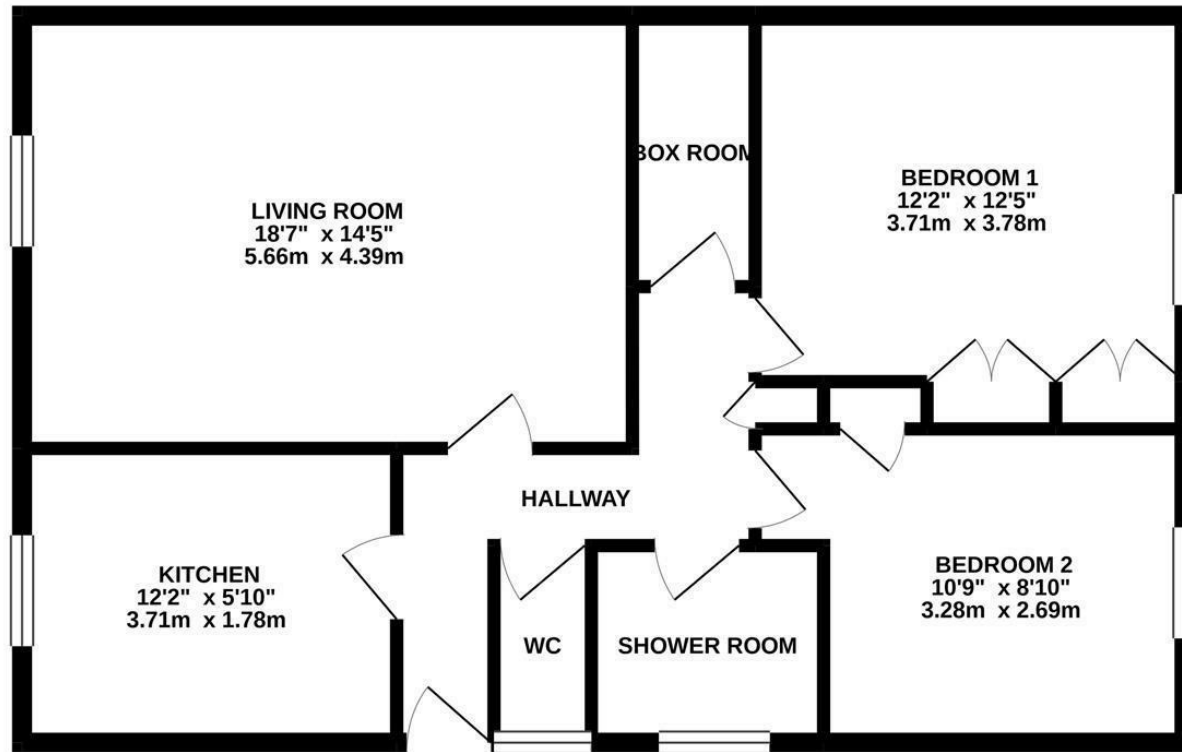 LIVING ROOM
18'7" x 14'5"
5.66m x 4.39m
BOX ROOM
BEDROOM 1
12'2" x 12'5"
3.71m x 3.78m
HALLWAY
KITCHEN
12'2" x 5'10"
3.71m x 1.78m
WC
SHOWER ROOM
BEDROOM 2
10'9" x 8'10"
3.28m x 2.69m